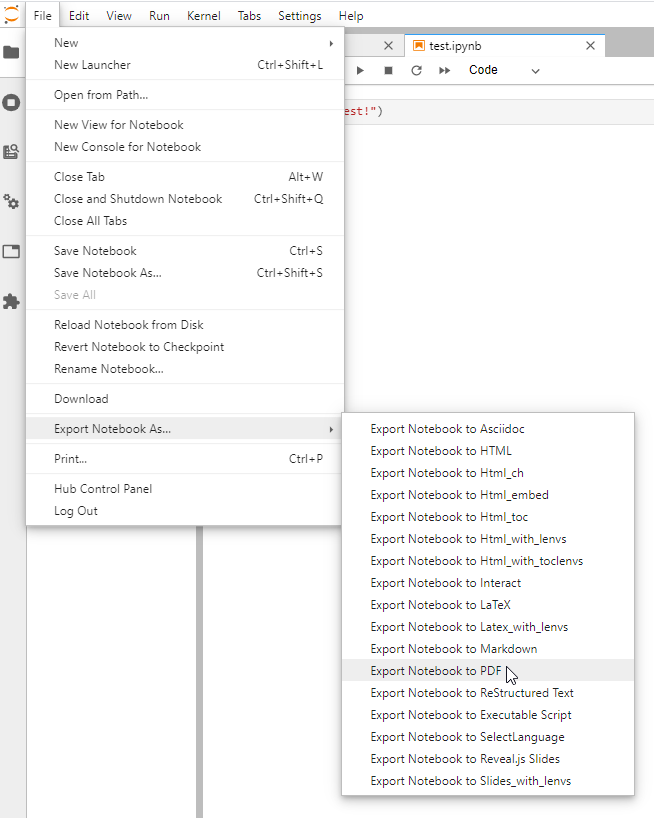 File Edit View Run Kernel Tabs Settings Help
New
New Launcher Ctrl+Shift+L
Open from Path...
New View for Notebook
New Console for Notebook
Close Tab Alt+W
Close and Shutdown Notebook Ctrl+Shift+Q
Close All Tabs
Save Notebook Ctrl+S
Save Notebook As... Ctrl+Shift+S
Save All
Reload Notebook from Disk
Revert Notebook to Checkpoint
Rename Notebook...
Download
Export Notebook As...
Print... Ctrl+P
Hub Control Panel
Log Out
test.ipynb
Code
est!")
Export Notebook to Asciidoc
Export Notebook to HTML
Export Notebook to Html_ch
Export Notebook to Html_embed
Export Notebook to Html_toc
Export Notebook to Html_with_lenvs
Export Notebook to Html_with_toclenvs
Export Notebook to Interact
Export Notebook to LaTeX
Export Notebook to Latex_with_lenvs
Export Notebook to Markdown
Export Notebook to PDF
Export Notebook to ReStructured Text
Export Notebook to Executable Script
Export Notebook to SelectLanguage
Export Notebook to Reveal.js Slides
Export Notebook to Slides_with_lenvs